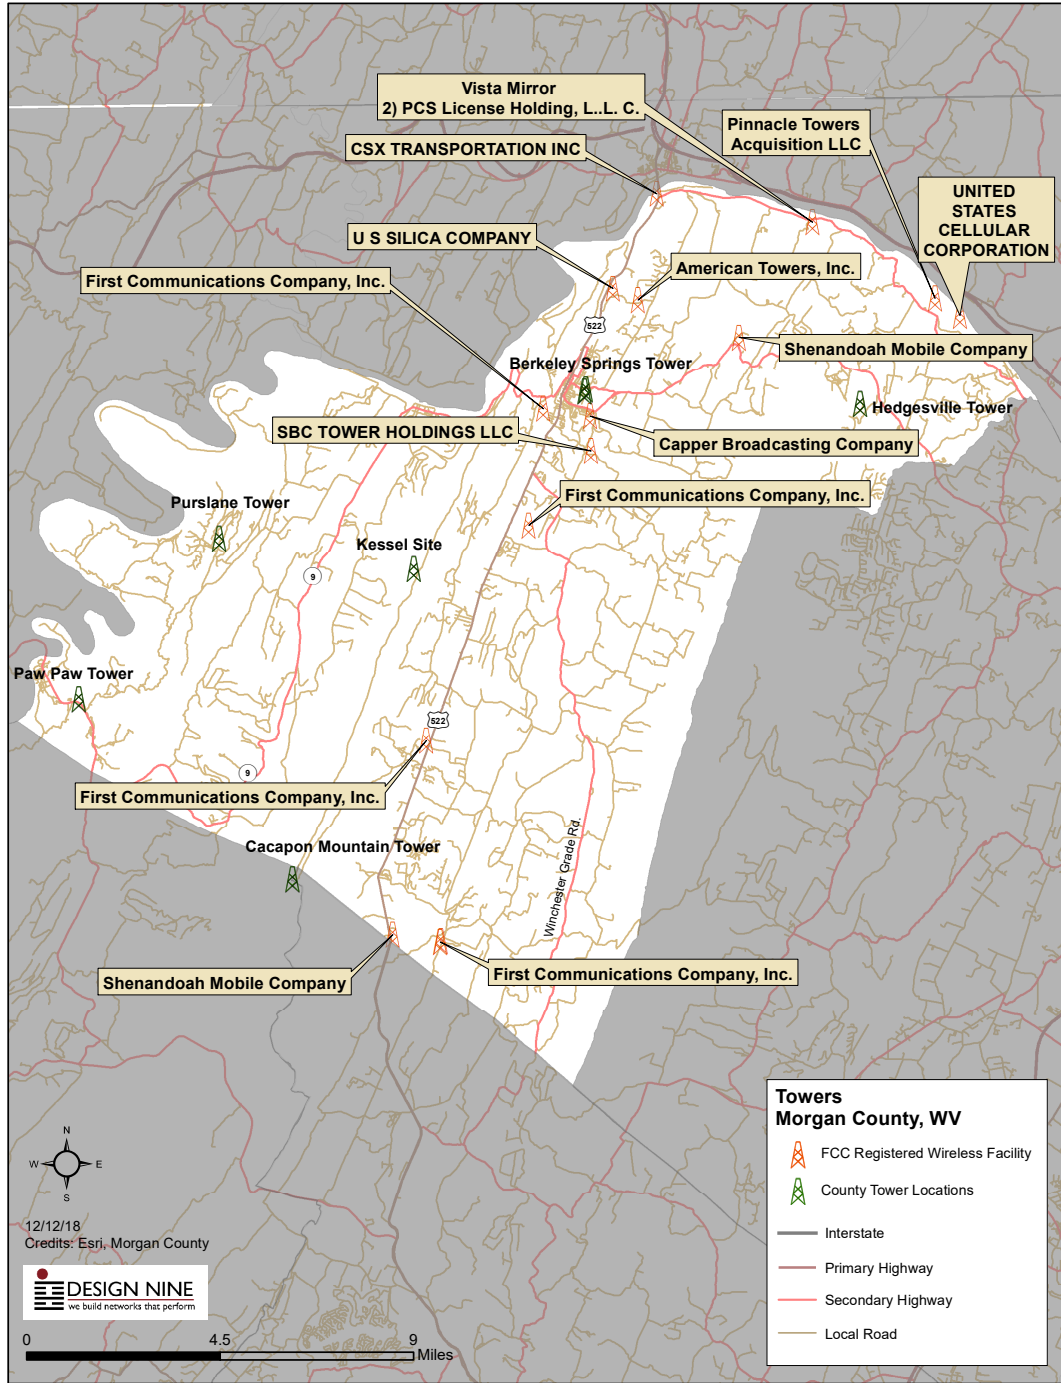 Vista Mirror
2) PCS License Holding, L..L. C.
Pinnacle Towers
Acquisition LLC
CSX TRANSPORTATION INC
UNITED
STATES
CELLULAR
CORPORATION
U S SILICA COMPANY
American Towers, Inc.
First Communications Company, Inc.
522
Shenandoah Mobile Company
Berkeley Springs Tower
Hedgesville Tower
SBC TOWER HOLDINGS LLC
Capper Broadcasting Company
First Communications Company, Inc.
Purslane Tower
Kessel Site
9
Paw Paw Tower
522
9
First Communications Company, Inc.
Cacapon Mountain Tower
Winchester Grade Rd.
Shenandoah Mobile Company
First Communications Company, Inc.
Towers
Morgan County, WV
FCC Registered Wireless Facility
County Tower Locations
Interstate
Primary Highway
Secondary Highway
Local Road
N
W
E
S
12/12/18
Credits: Esri, Morgan County
DESIGN NINE
we build networks that perform
0 4.5 9
Miles